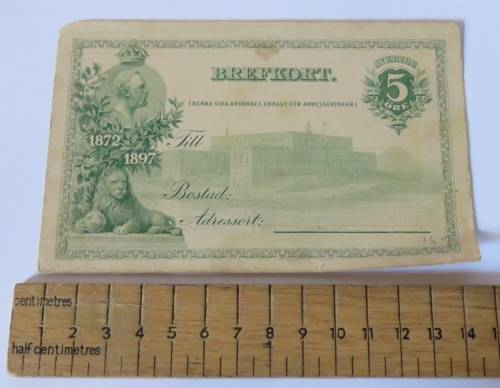 BREFKORT.
(DENNA SIDA ANVÄNDES ENDAST FÖR ADRESSERINGEN.)
SVERIGE
5
ÖRE
1872
1897
Till
Bostad:
Adressort:
15
centimetres
1 2 3 4 5 6 7 8 9 10 11 12 13 14
half centimetres